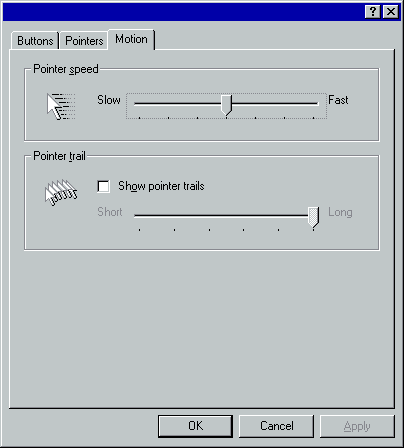 Buttons Pointers Motion
Pointer speed
Slow Fast
Pointer trail
Show pointer trails
Short Long
OK Cancel Apply